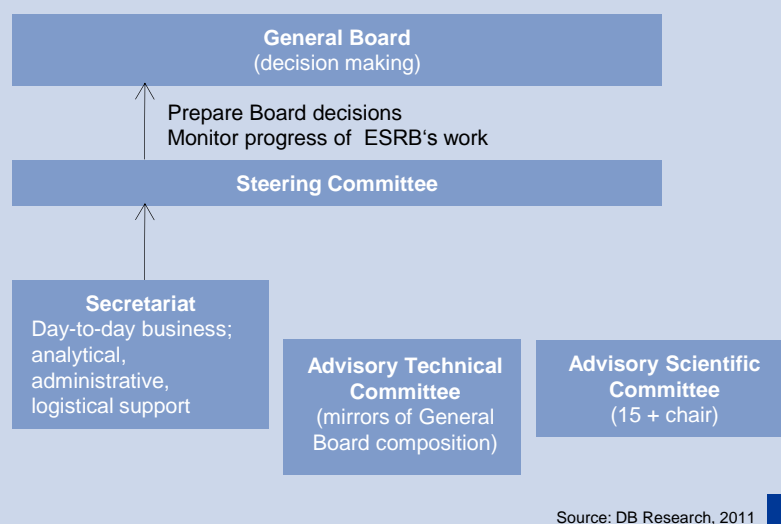 General Board
(decision making)
Prepare Board decisions
Monitor progress of ESRB‘s work
Steering Committee
Secretariat
Day-to-day business;
analytical,
administrative,
logistical support
Advisory Technical
Committee
(mirrors of General
Board composition)
Advisory Scientific
Committee
(15 + chair)
Source: DB Research, 2011